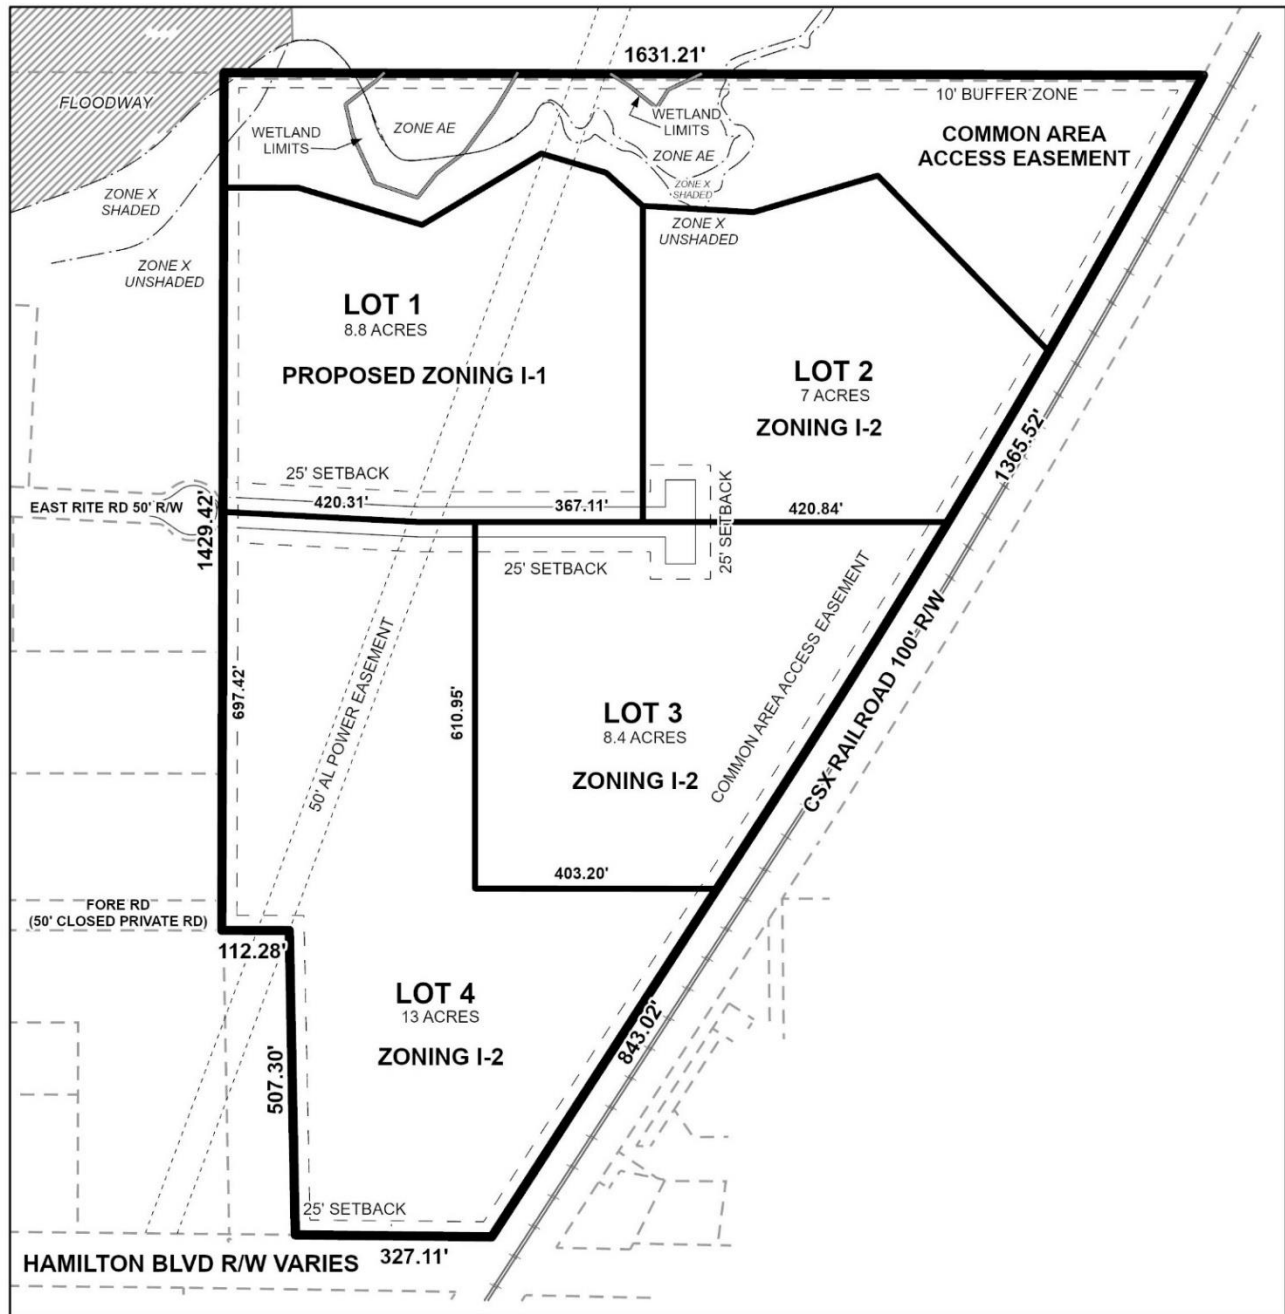 1631.21'
FLOODWAY
10' BUFFER ZONE
WETLAND
LIMITS
ZONE AE
WETLAND
LIMITS
COMMON AREA
ACCESS EASEMENT
ZONE AE
ZONE X
SHADED
ZONE X
SHADED
ZONE X
UNSHADED
ZONE X
UNSHADED
LOT 1
8.8 ACRES
PROPOSED ZONING I-1
LOT 2
7 ACRES
ZONING I-2
1365.52'
25' SETBACK
EAST RITE RD 50' R/W
420.31'
367.11'
420.84'
1429.42'
25' SETBACK
25' SETBACK
COMMON AREA ACCESS EASEMENT
CSX RAILROAD 100' R/W
50' AL POWER EASEMENT
697.42'
610.95'
LOT 3
8.4 ACRES
ZONING I-2
403.20'
FORE RD
(50' CLOSED PRIVATE RD)
112.28'
LOT 4
13 ACRES
ZONING I-2
843.02'
507.30'
25' SETBACK
327.11'
HAMILTON BLVD R/W VARIES